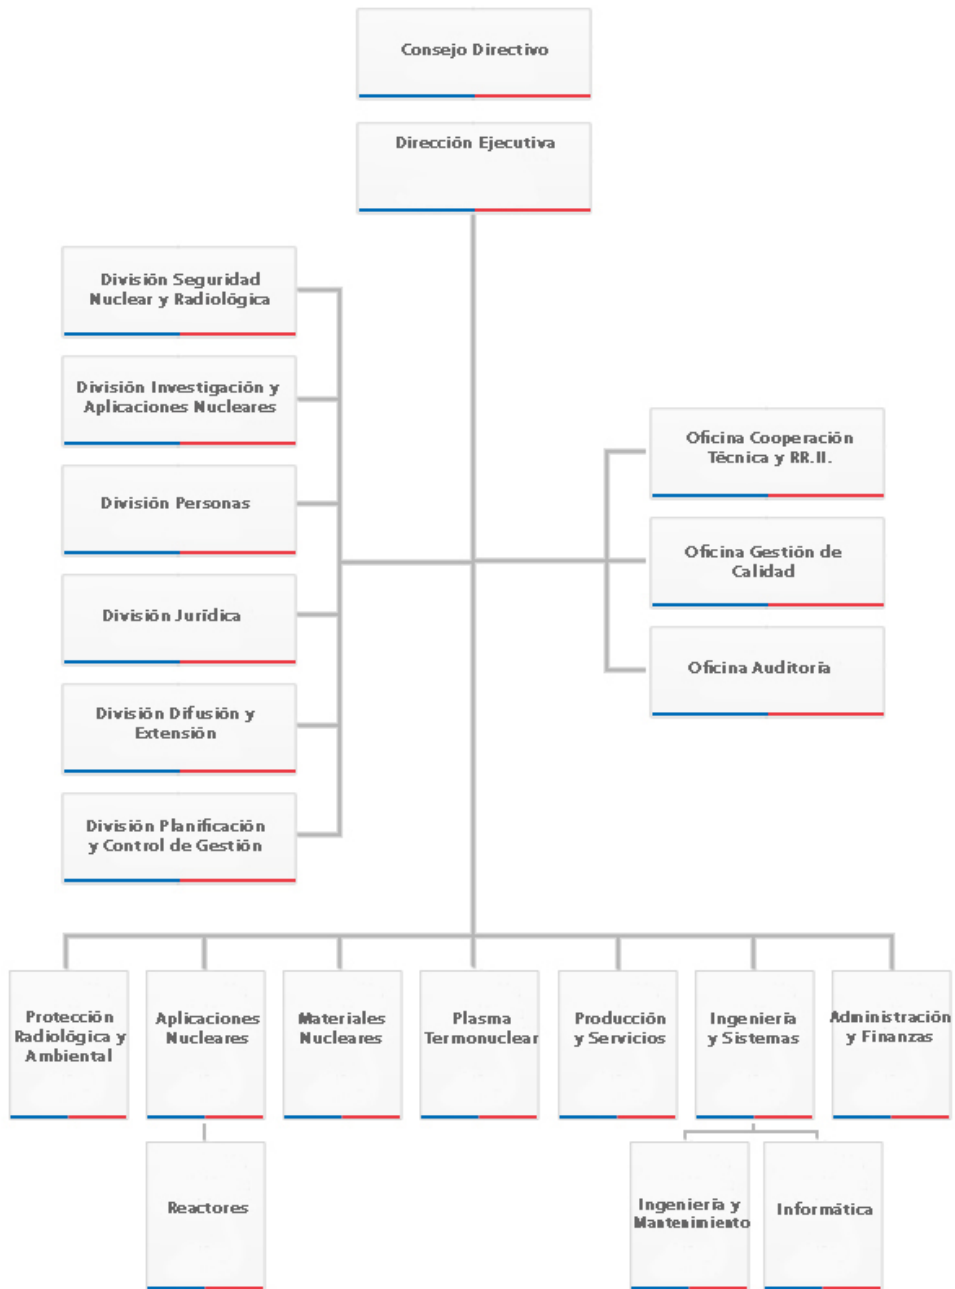 Consejo Directivo
Dirección Ejecutiva
División Seguridad
Nuclear y Radiológica
División Investigación y
Aplicaciones Nucleares
División Personas
División Jurídica
División Difusión y
Extensión
División Planificación
y Control de Gestión
Oficina Cooperación
Técnica y RR.II.
Oficina Gestión de
Calidad
Oficina Auditoría
Protección
Radiológica y
Ambiental
Aplicaciones
Nucleares
Materiales
Nucleares
Plasma
Termonuclear
Producción
y Servicios
Ingeniería
y Sistemas
Administración
y Finanzas
Reactores
Ingeniería y
Mantenimiento
Informática